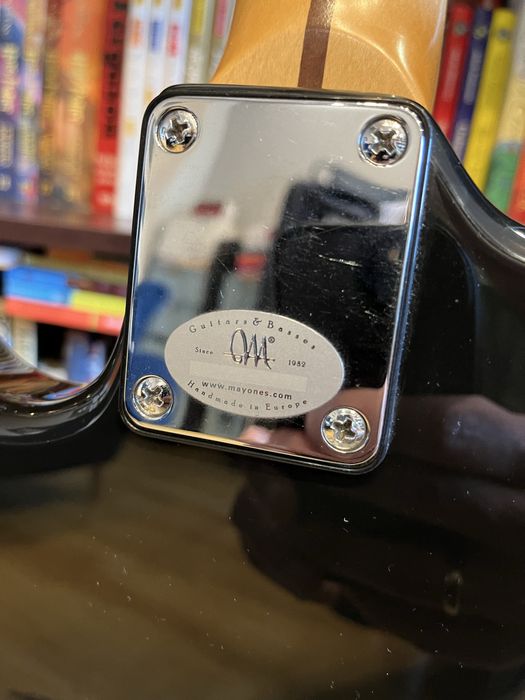 Guitars & Basses
Since M® 1982
www.mayones.com
Handmade in Europe